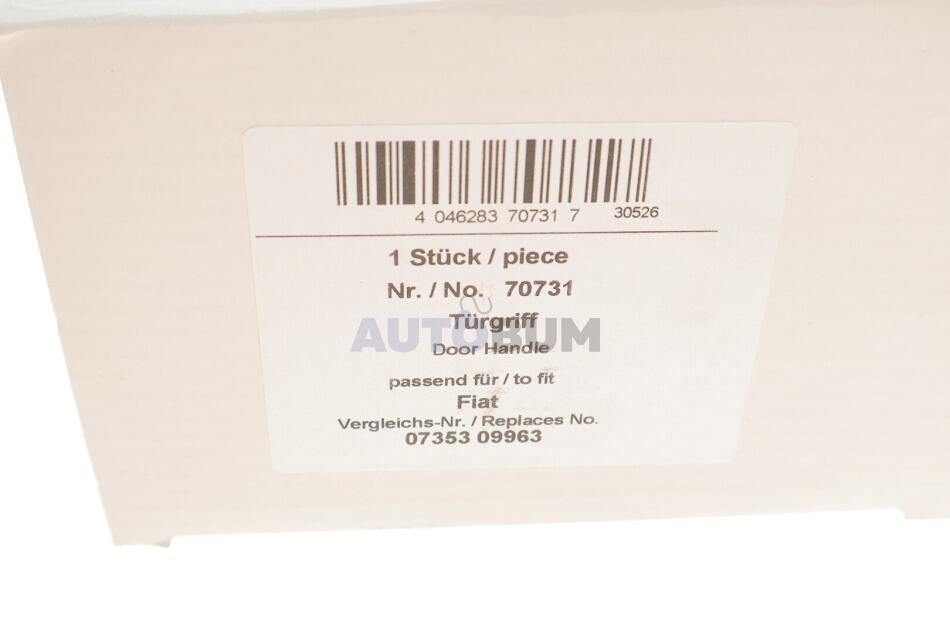 4 046283 70731 7 30526
1 Stück / piece
Nr. / No. 70731
Türgriff
AUTOBUM
Door Handle
passend für / to fit
Fiat
Vergleichs-Nr. / Replaces No.
07353 09963